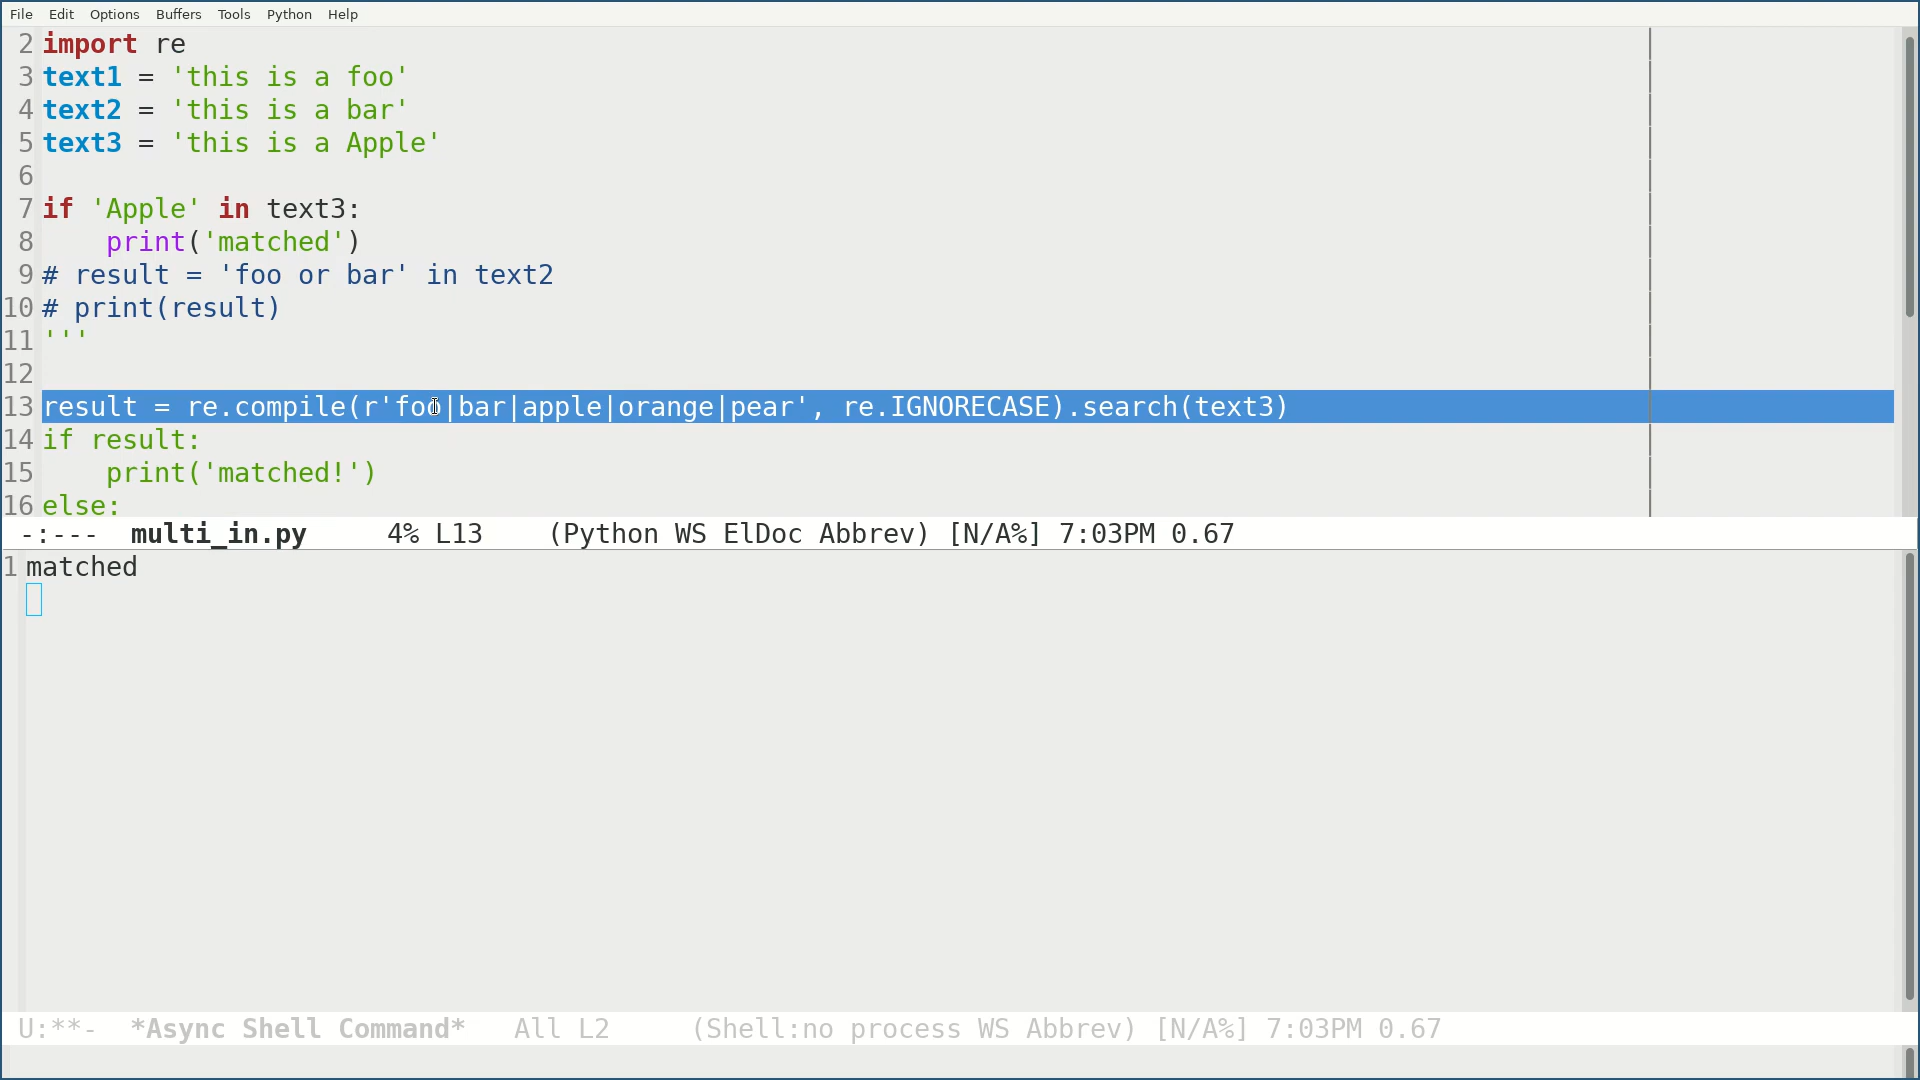 File Edit Options Buffers Tools Python Help
2 import re
3 text1 = 'this is a foo'
4 text2 = 'this is a bar'
5 text3 = 'this is a Apple'
6
7 if 'Apple' in text3:
8     print('matched')
9 # result = 'foo or bar' in text2
10 # print(result)
11 '''
12
13 result = re.compile(r'foo|bar|apple|orange|pear', re.IGNORECASE).search(text3)
14 if result:
15     print('matched!')
16 else:
-:---  multi_in.py     4% L13    (Python WS ElDoc Abbrev) [N/A%] 7:03PM 0.67
1 matched
U:**-  *Async Shell Command*   All L2     (Shell:no process WS Abbrev) [N/A%] 7:03PM 0.67